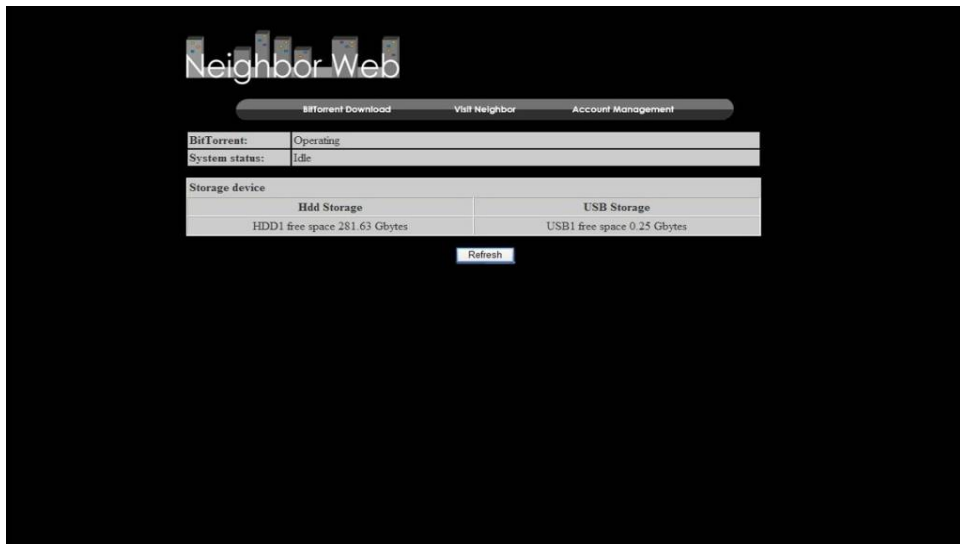 Neighbor Web
BitTorrent Download Visit Neighbor Account Management
BitTorrent: Operating
System status: Idle
Storage device
Hdd Storage USB Storage
HDD1 free space 281.63 Gbytes USB1 free space 0.25 Gbytes
Refresh